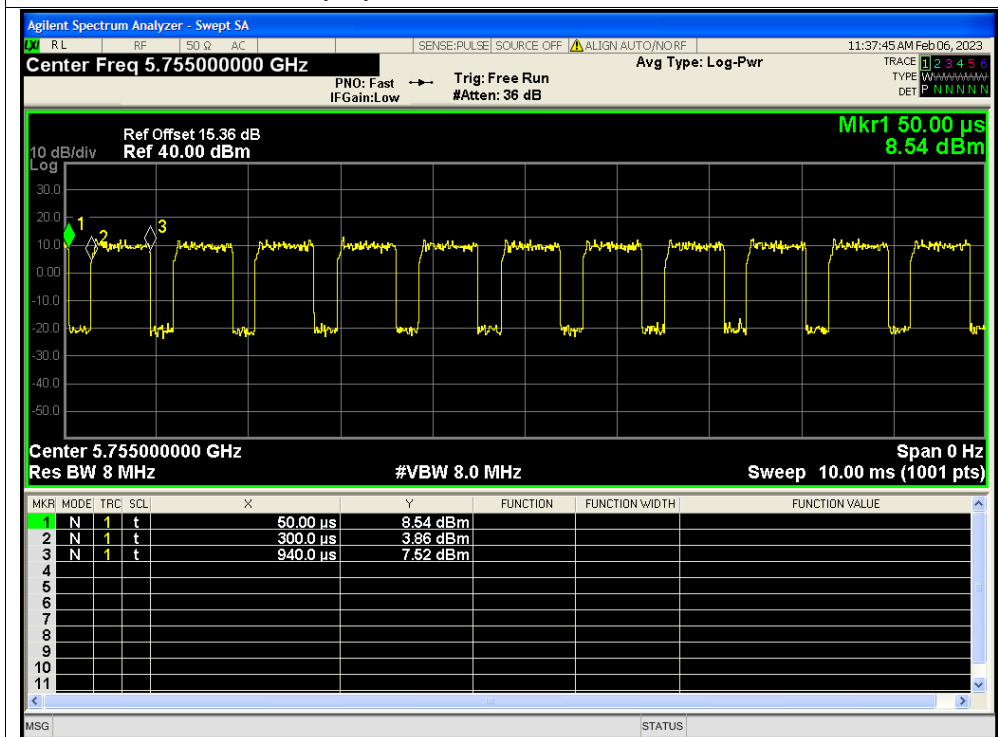 Agilent Spectrum Analyzer - Swept SA
LXI RL RF 50 Ω AC SENSE:PULSE SOURCE OFF ALIGN AUTO/NO RF 11:37:45 AM Feb 06, 2023
Center Freq 5.755000000 GHz
PNO: Fast
IFGain:Low
Trig: Free Run
#Atten: 36 dB
Avg Type: Log-Pwr
TRACE 1 2 3 4 5 6
TYPE WWWWWW
DET P N N N N N
Mkr1 50.00 µs
8.54 dBm
10 dB/div
Log
Ref Offset 15.36 dB
Ref 40.00 dBm
30.0
20.0
10.0
0.00
-10.0
-20.0
-30.0
-40.0
-50.0
1
2
3
Center 5.755000000 GHz
Res BW 8 MHz
#VBW 8.0 MHz
Span 0 Hz
Sweep 10.00 ms (1001 pts)
MKR MODE TRC SCL X Y FUNCTION FUNCTION WIDTH FUNCTION VALUE
1 N 1 t 50.00 µs 8.54 dBm
2 N 1 t 300.0 µs 3.86 dBm
3 N 1 t 940.0 µs 7.52 dBm
4
5
6
7
8
9
10
11
MSG STATUS